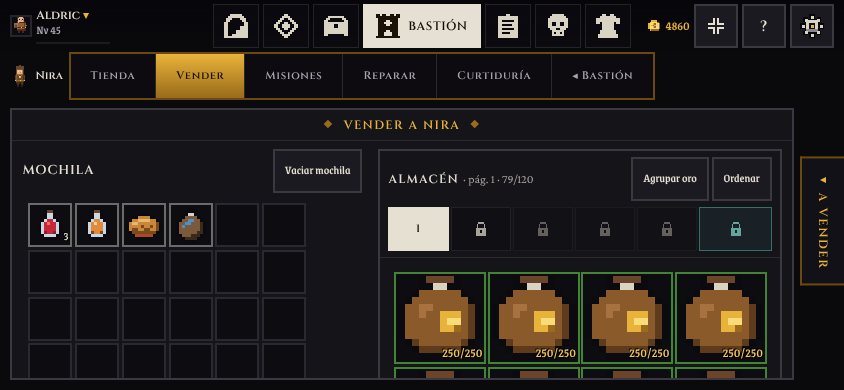 ALDRIC ▾
Nv 45
BASTIÓN
4860
?
NIRA
TIENDA
VENDER
MISIONES
REPARAR
CURTIDURÍA
◂ BASTIÓN
◆ VENDER A NIRA ◆
MOCHILA
Vaciar mochila
3
ALMACÉN · pág. 1 · 79/120
Agrupar oro
Ordenar
1
250/250
250/250
250/250
250/250
◂ A VENDER